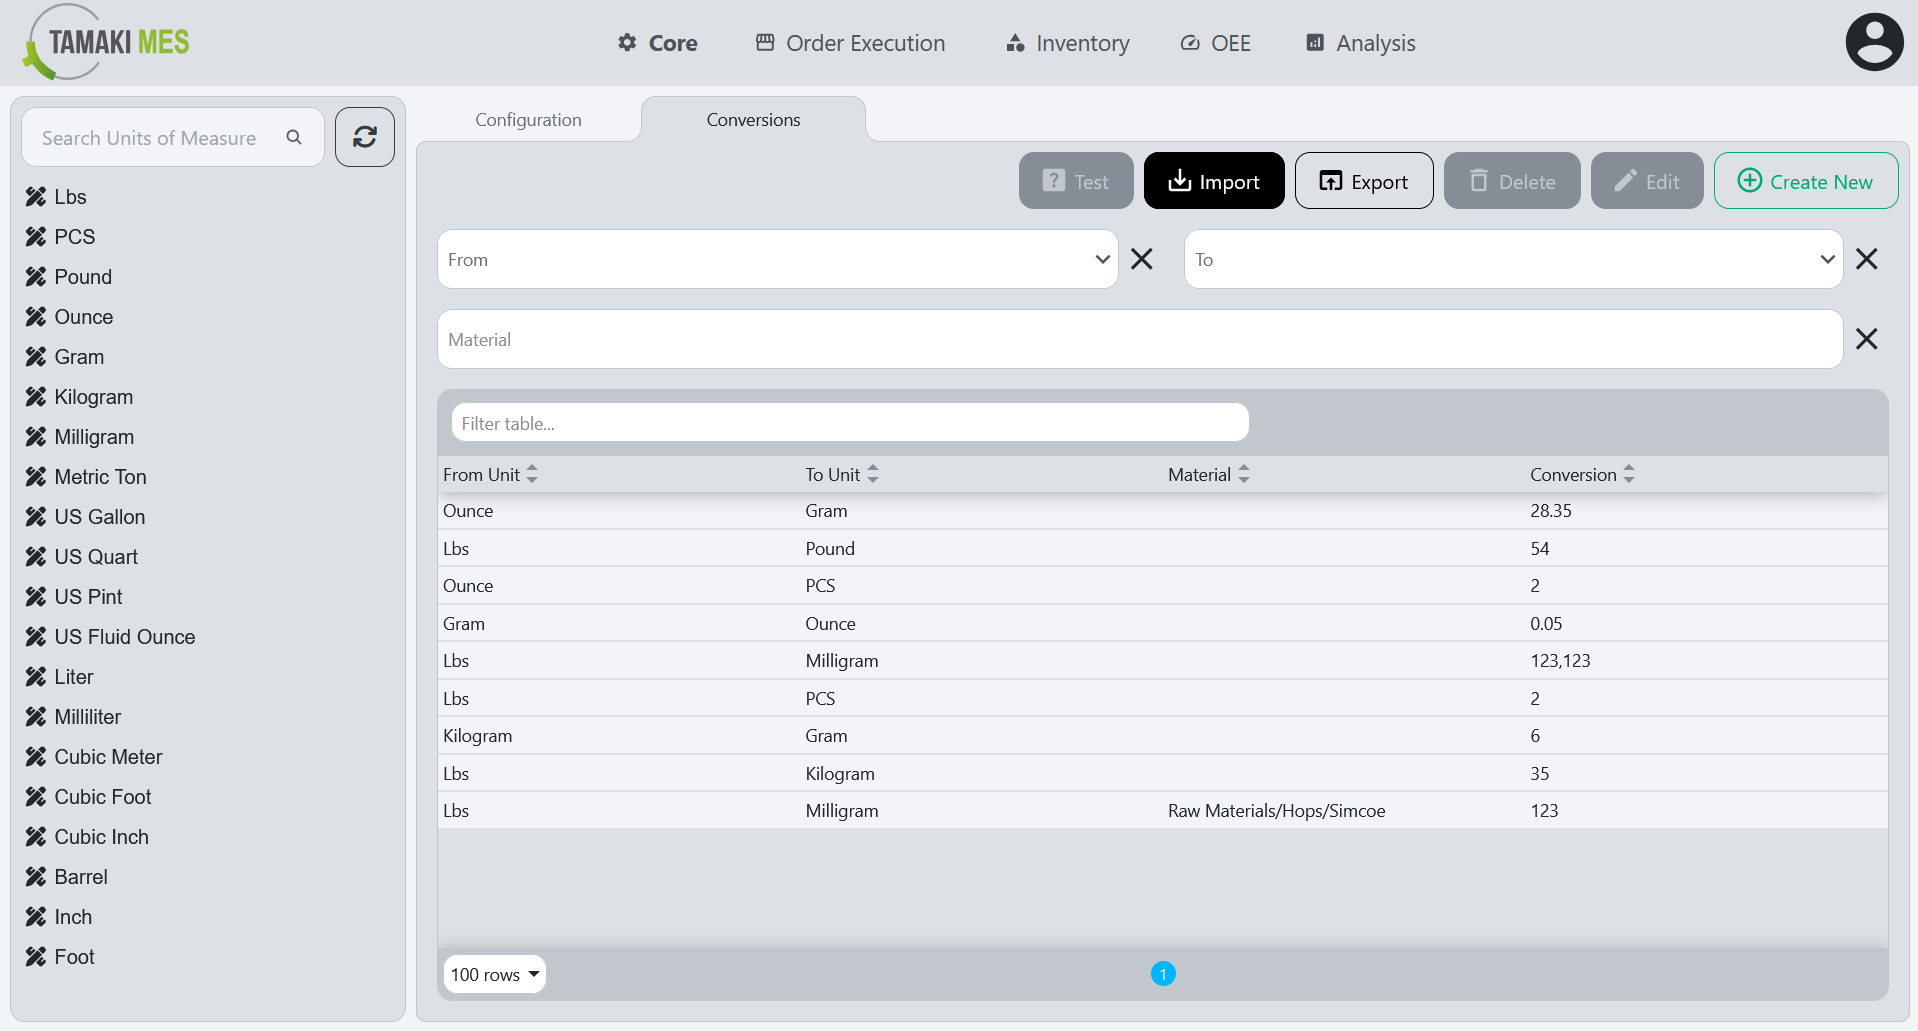 TAMAKI MES
Core
Order Execution
Inventory
OEE
Analysis
Search Units of Measure
Lbs
PCS
Pound
Ounce
Gram
Kilogram
Milligram
Metric Ton
US Gallon
US Quart
US Pint
US Fluid Ounce
Liter
Milliliter
Cubic Meter
Cubic Foot
Cubic Inch
Barrel
Inch
Foot
Configuration
Conversions
Test
Import
Export
Delete
Edit
Create New
From
To
Material
Filter table...
From Unit To Unit Material Conversion
Ounce Gram 28.35
Lbs Pound 54
Ounce PCS 2
Gram Ounce 0.05
Lbs Milligram 123,123
Lbs PCS 2
Kilogram Gram 6
Lbs Kilogram 35
Lbs Milligram Raw Materials/Hops/Simcoe 123
100 rows
1